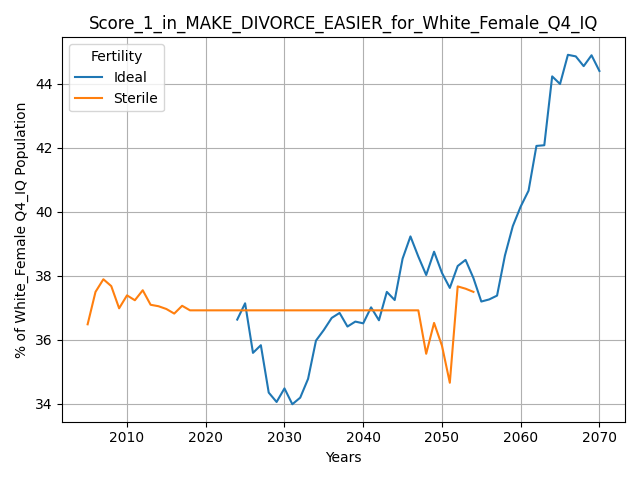 Score_1_in_MAKE_DIVORCE_EASIER_for_White_Female_Q4_IQ
Fertility
Ideal
Sterile
% of White_Female Q4_IQ Population
44
42
40
38
36
34
2010 2020 2030 2040 2050 2060 2070
Years